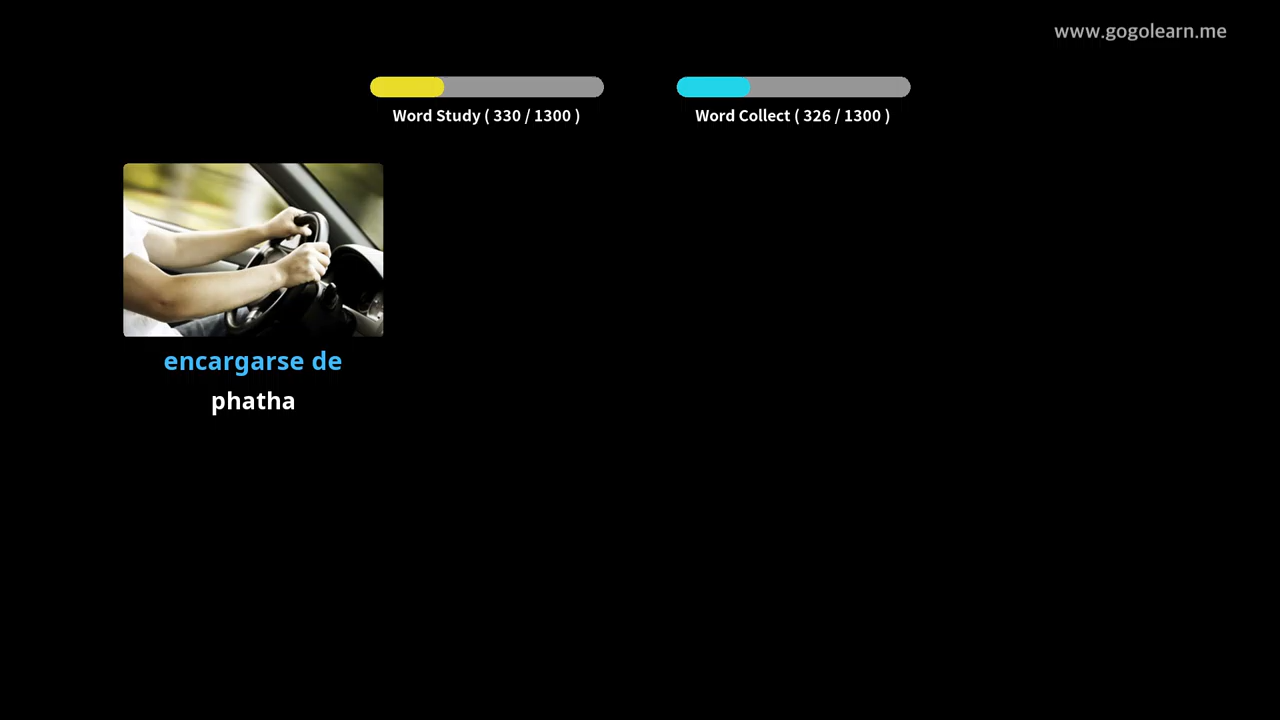 www.gogolearn.me
Word Study ( 330 / 1300 )
Word Collect ( 326 / 1300 )
encargarse de
phatha